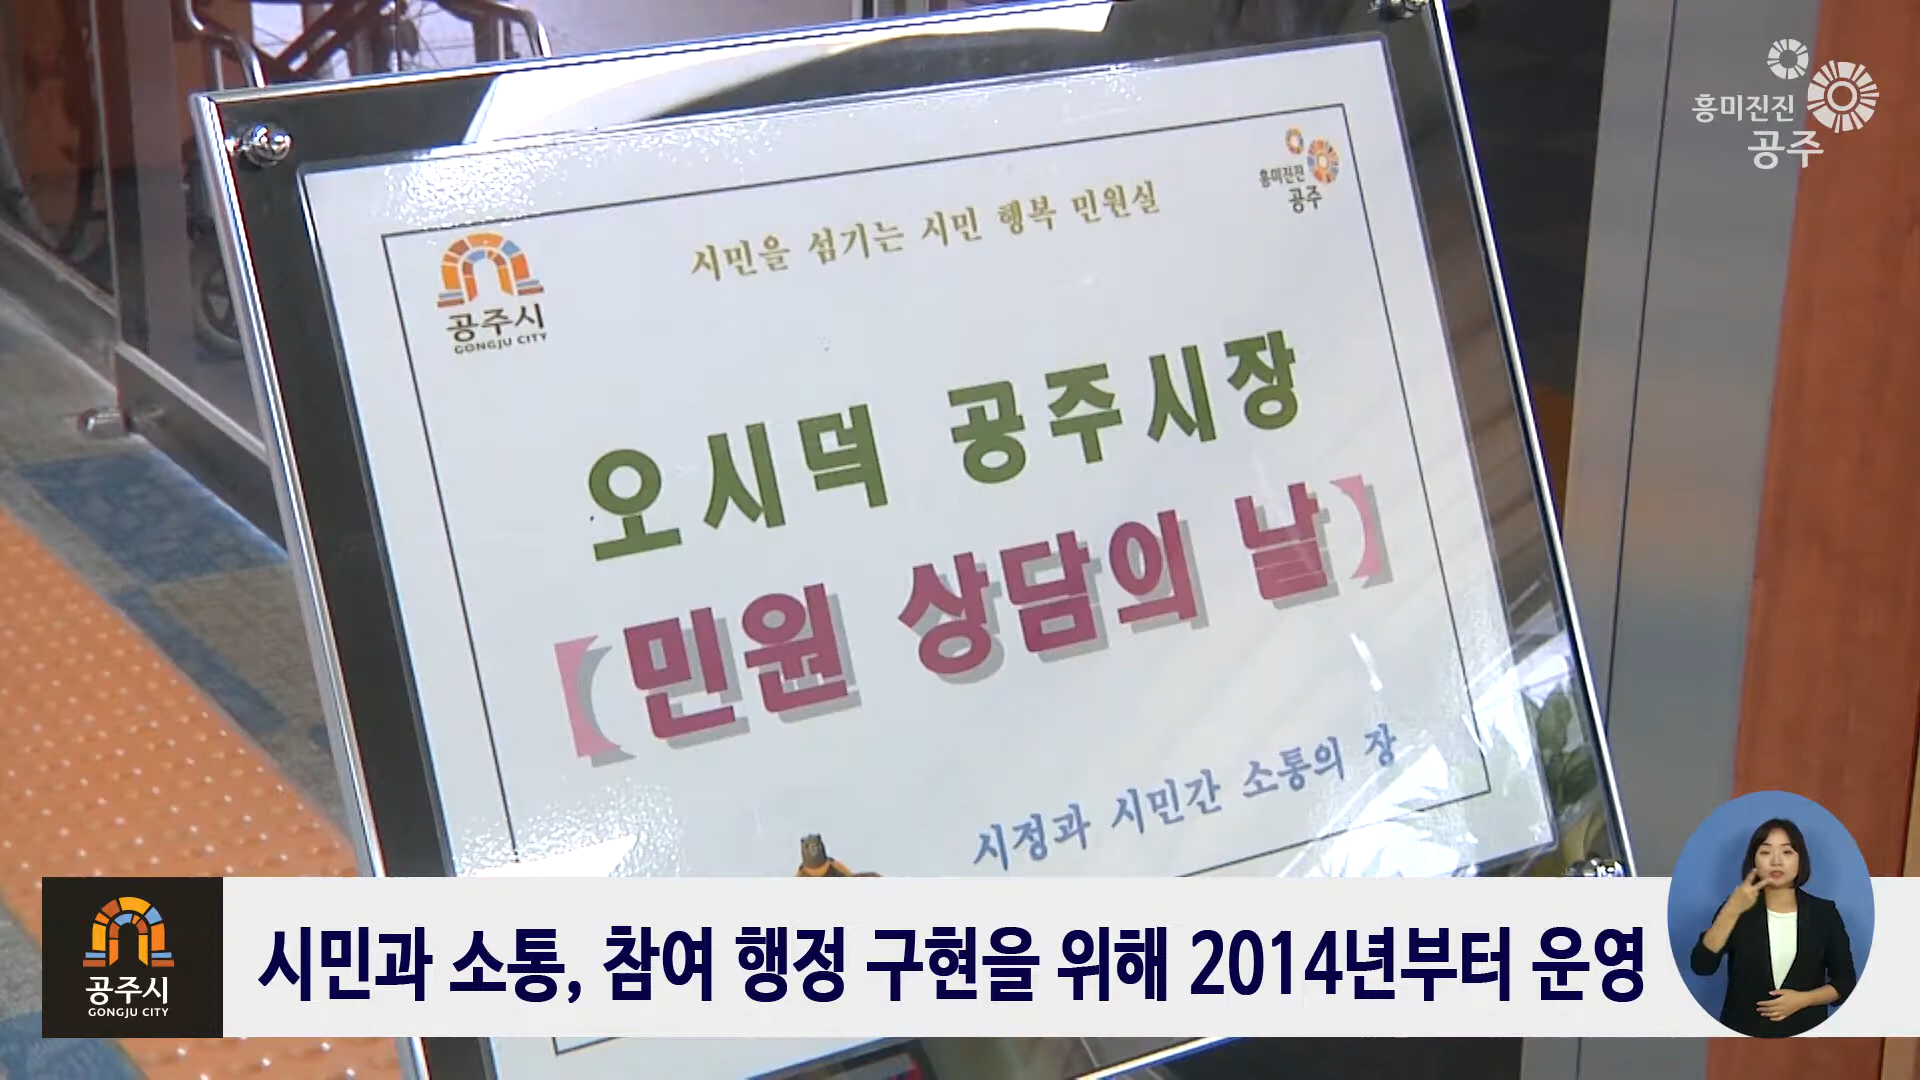 흥미진진
공주
흥미진진
공주
시민을 섬기는 시민 행복 민원실
공주시
GONGJU CITY
오시덕 공주시장
【민원 상담의 날】
시정과 시민간 소통의 장
공주시
GONGJU CITY
시민과 소통, 참여 행정 구현을 위해 2014년부터 운영